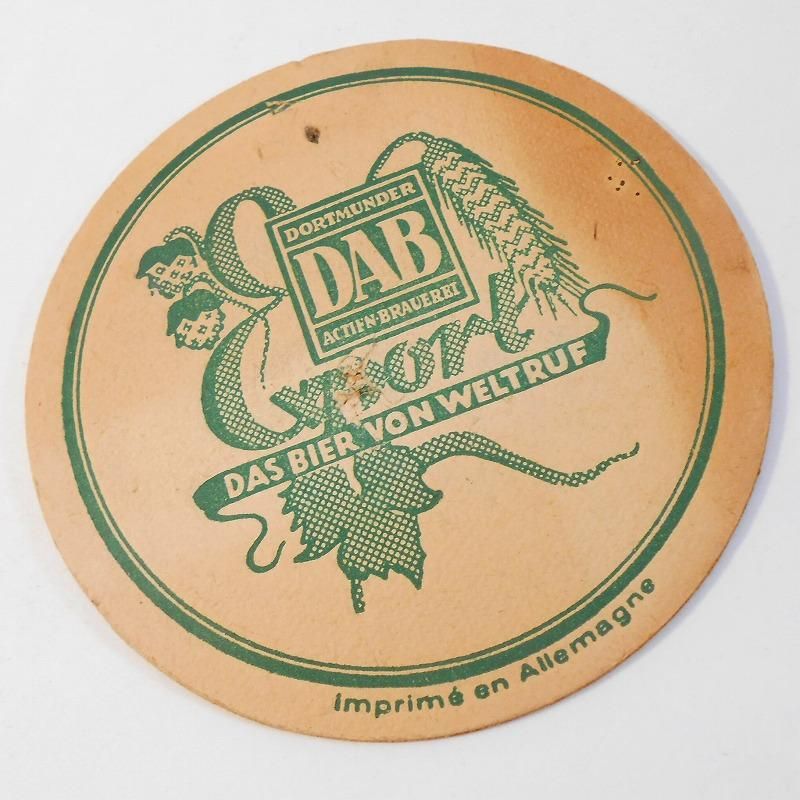 DORTMUNDER
DAB
ACTIEN-BRAUEREI
Export
DAS BIER VON WELTRUF
Imprimé en Allemagne